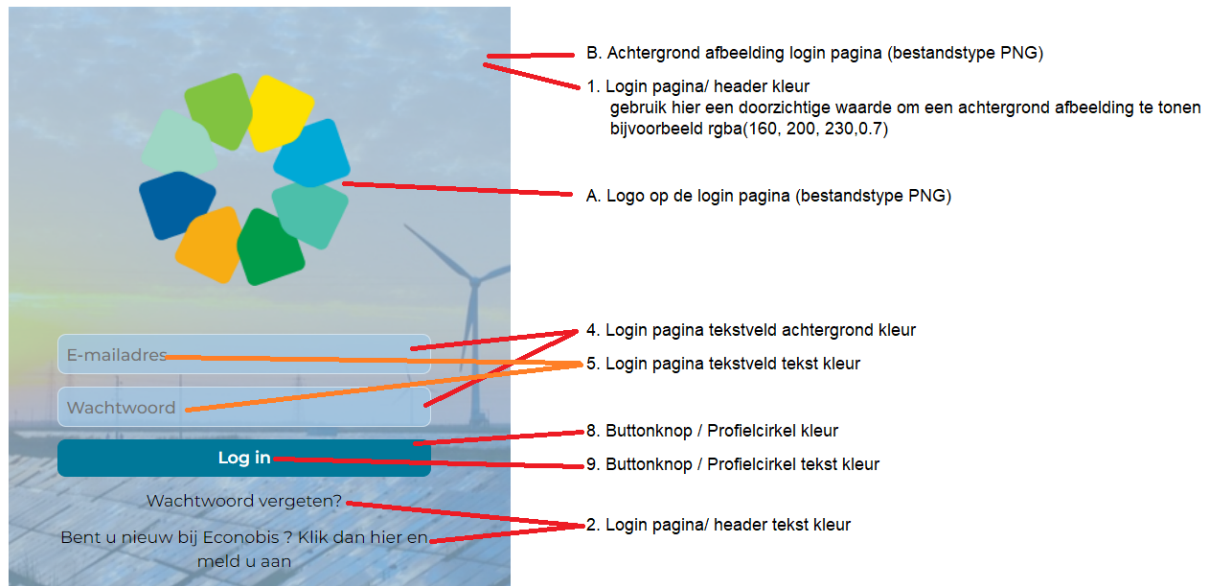 B. Achtergrond afbeelding login pagina (bestandstype PNG)
1. Login pagina/ header kleur
gebruik hier een doorzichtige waarde om een achtergrond afbeelding te tonen
bijvoorbeeld rgba(160, 200, 230,0.7)
A. Logo op de login pagina (bestandstype PNG)
4. Login pagina tekstveld achtergrond kleur
E-mailadres
5. Login pagina tekstveld tekst kleur
Wachtwoord
8. Buttonknop / Profielcirkel kleur
Log in
9. Buttonknop / Profielcirkel tekst kleur
Wachtwoord vergeten?
2. Login pagina/ header tekst kleur
Bent u nieuw bij Econobis ? Klik dan hier en
meld u aan